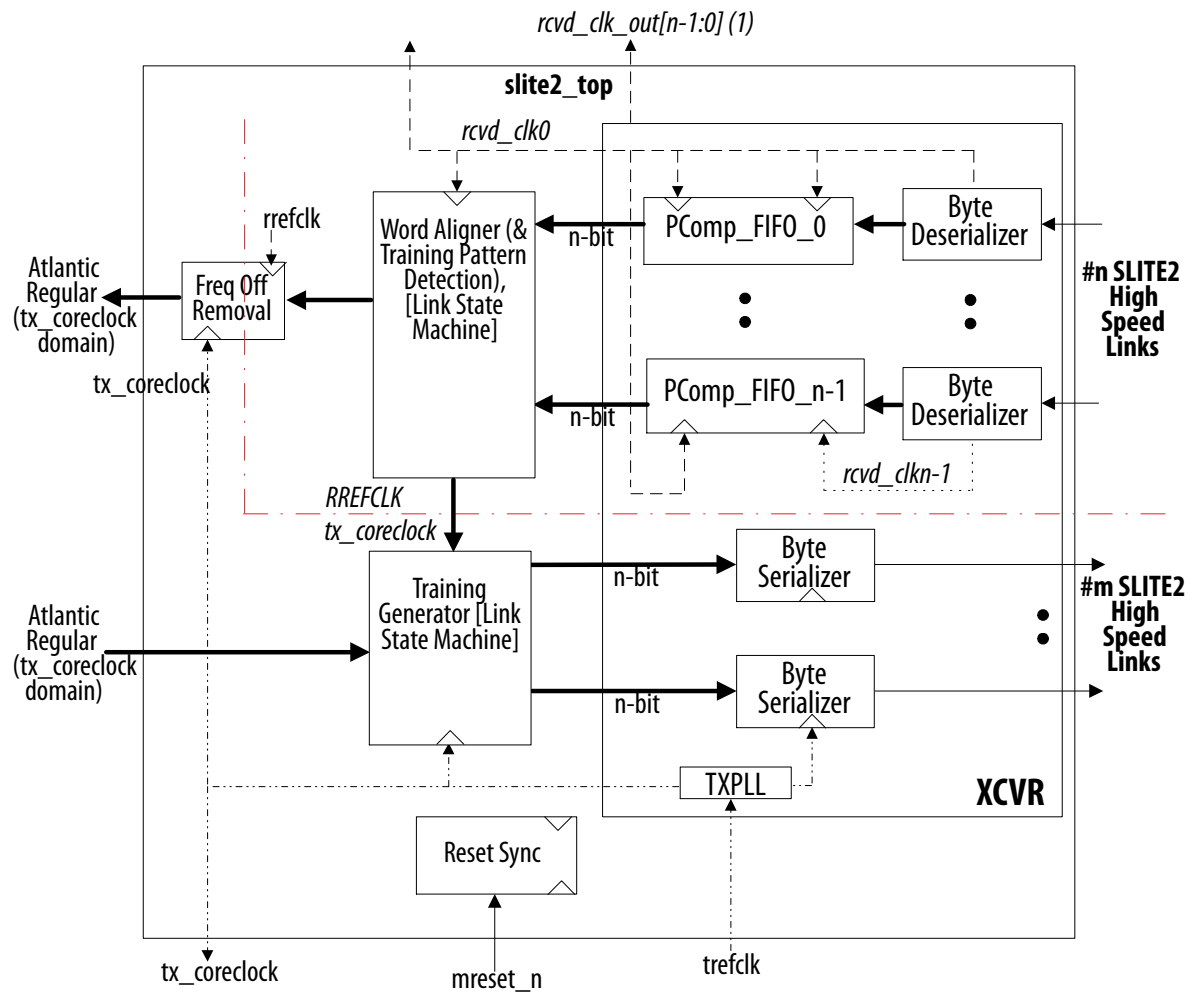 rcvd_clk_out[n-1:0] (1)
slite2_top
rcvd_clk0
rrefclk
Atlantic
Regular
(tx_coreclock
domain)
Freq Off
Removal
tx_coreclock
Word Aligner (&
Training Pattern
Detection),
[Link State
Machine]
n-bit
PComp_FIFO_0
Byte
Deserializer
#n SLITE2
High
Speed
Links
n-bit
PComp_FIFO_n-1
Byte
Deserializer
rcvd_clkn-1
RREFCLK
tx_coreclock
Atlantic
Regular
(tx_coreclock
domain)
Training
Generator [Link
State Machine]
n-bit
Byte
Serializer
#m SLITE2
High
Speed
Links
n-bit
Byte
Serializer
TXPLL
XCVR
Reset Sync
tx_coreclock
mreset_n
trefclk